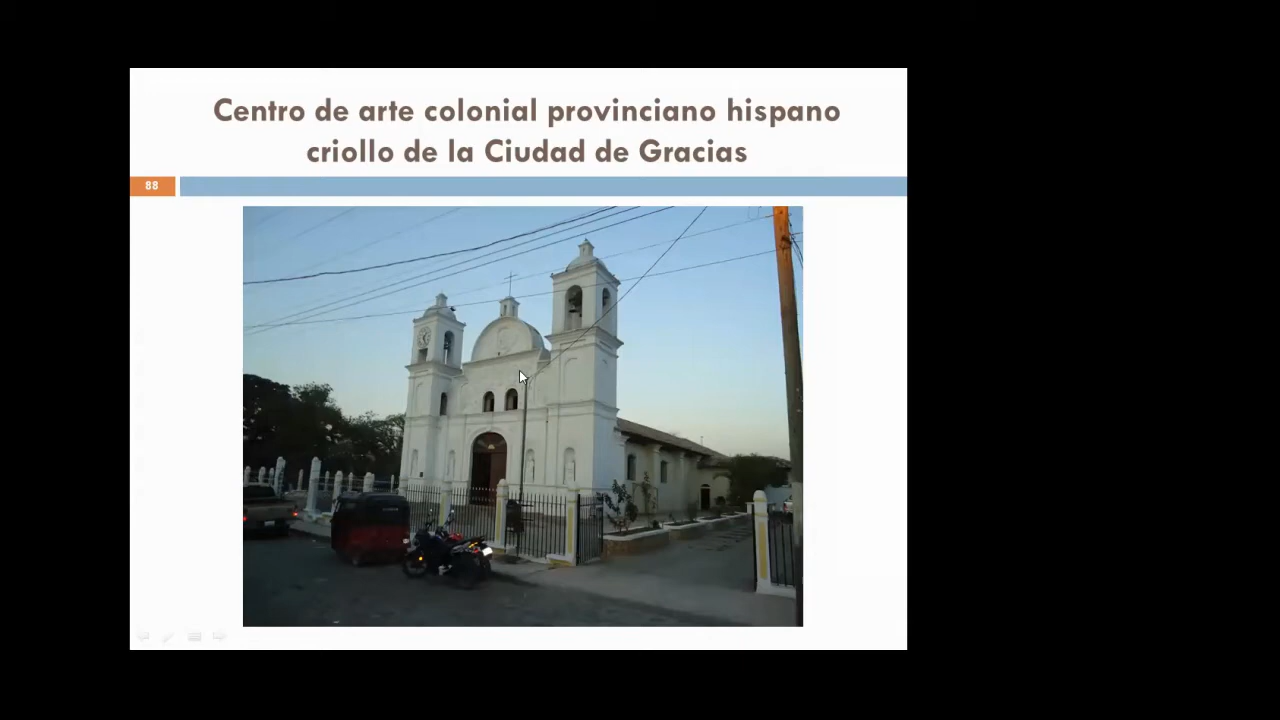 Centro de arte colonial provinciano hispano
criollo de la Ciudad de Gracias
88